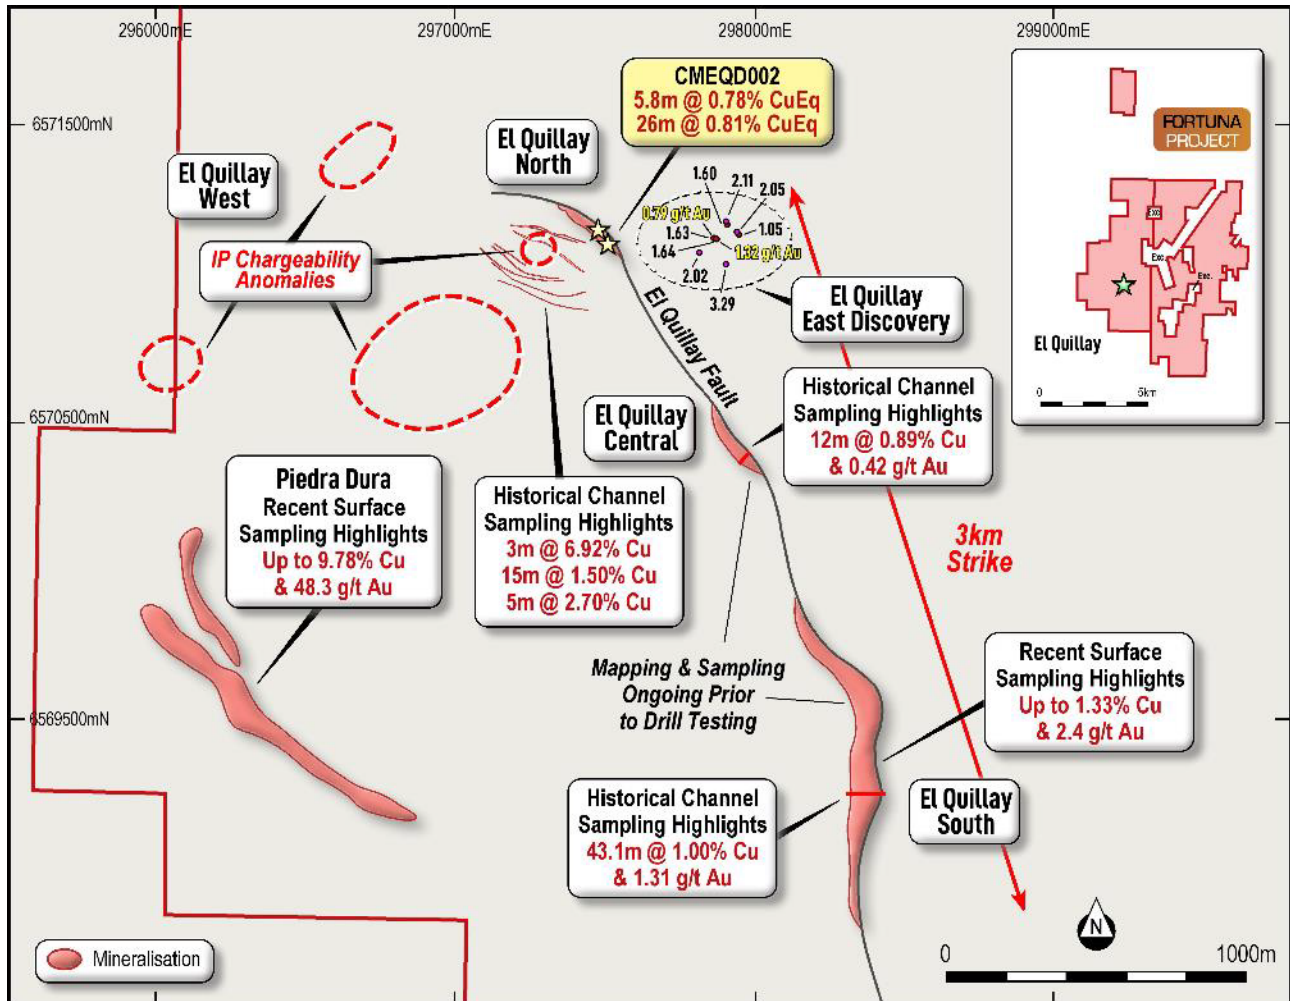 296000mE
297000mE
298000mE
299000mE
6571500mN
6570500mN
6569500mN
CMEQD002
5.8m @ 0.78% CuEq
26m @ 0.81% CuEq
El Quillay
North
El Quillay
West
IP Chargeability
Anomalies
1.60
2.11
2.05
0.79 g/t Au
1.63
1.05
1.64
1.32 g/t Au
2.02
3.29
El Quillay
East Discovery
El Quillay Fault
El Quillay
Central
Historical Channel
Sampling Highlights
12m @ 0.89% Cu
& 0.42 g/t Au
Piedra Dura
Recent Surface
Sampling Highlights
Up to 9.78% Cu
& 48.3 g/t Au
Historical Channel
Sampling Highlights
3m @ 6.92% Cu
15m @ 1.50% Cu
5m @ 2.70% Cu
3km
Strike
Mapping & Sampling
Ongoing Prior
to Drill Testing
Recent Surface
Sampling Highlights
Up to 1.33% Cu
& 2.4 g/t Au
Historical Channel
Sampling Highlights
43.1m @ 1.00% Cu
& 1.31 g/t Au
El Quillay
South
Mineralisation
N
0
1000m
FORTUNA
PROJECT
Exc.
Exc.
Exc.
El Quillay
0
5km